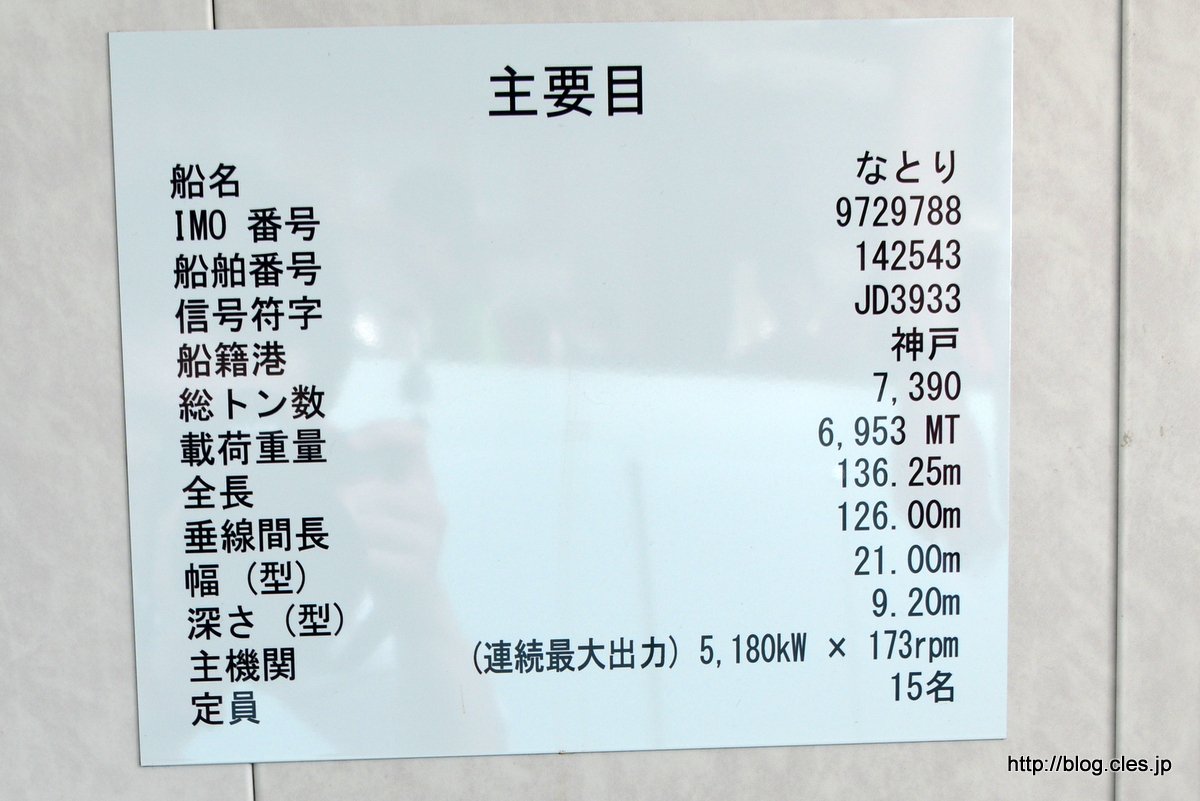 主要目
船名 なとり
IMO 番号 9729788
船舶番号 142543
信号符字 JD3933
船籍港 神戸
総トン数 7,390
載荷重量 6,953 MT
全長 136.25m
垂線間長 126.00m
幅（型） 21.00m
深さ（型） 9.20m
主機関 （連続最大出力）5,180kW × 173rpm
定員 15名
http://blog.cles.jp